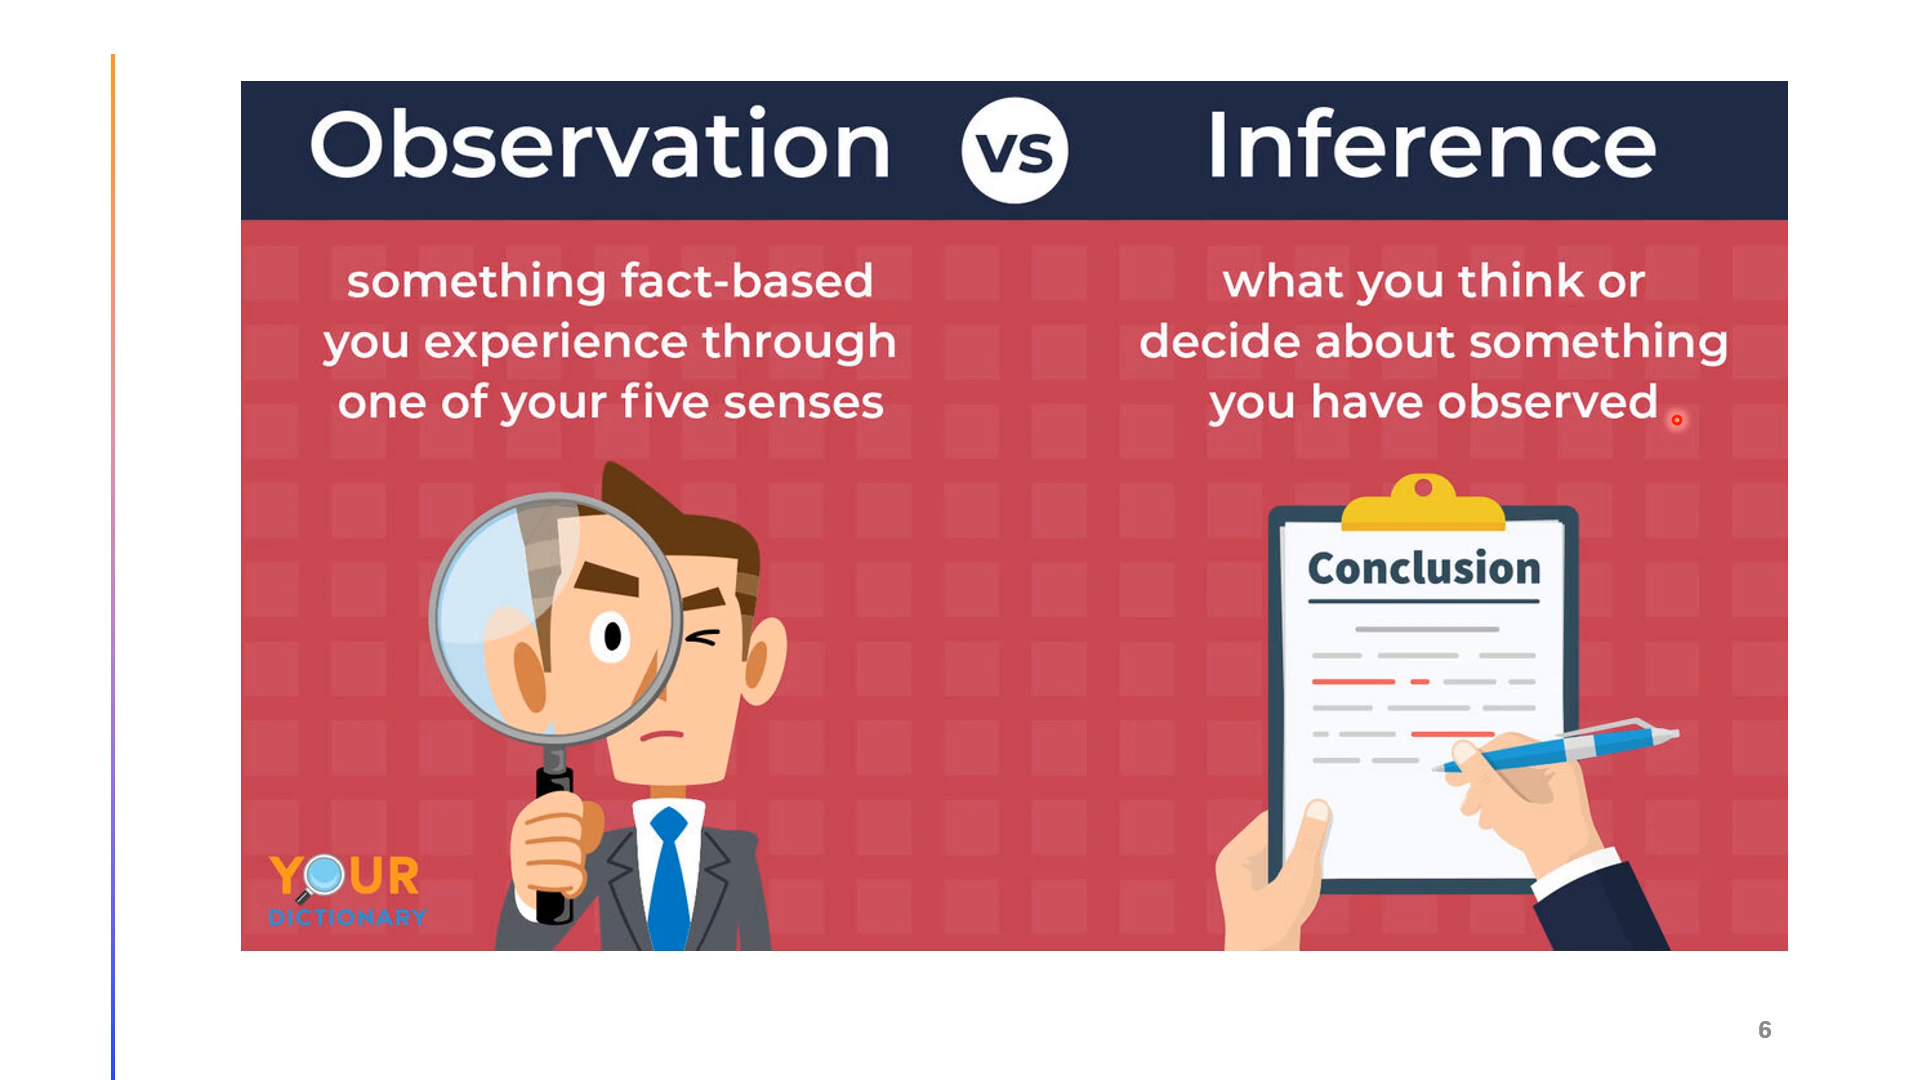 Observation vs Inference
something fact-based
you experience through
one of your five senses
what you think or
decide about something
you have observed
Conclusion
YOUR
DICTIONARY
6